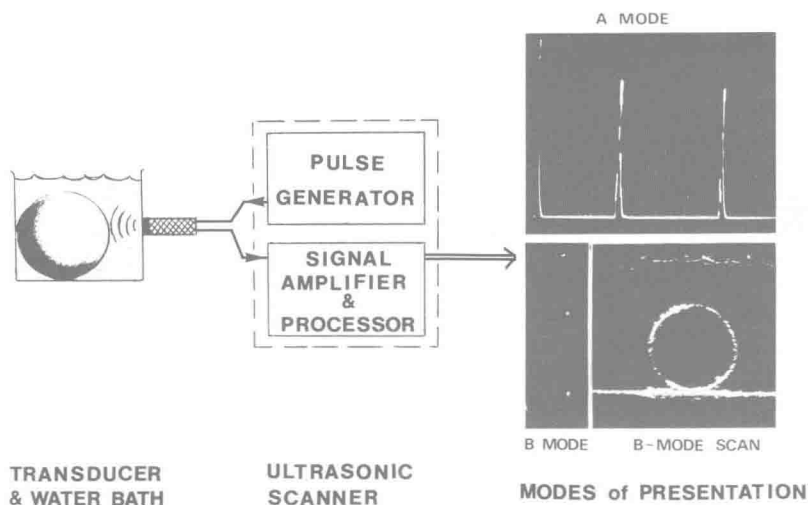 A MODE
PULSE
GENERATOR
SIGNAL
AMPLIFIER
&
PROCESSOR
B MODE
B-MODE SCAN
TRANSDUCER
& WATER BATH
ULTRASONIC
SCANNER
MODES of PRESENTATION